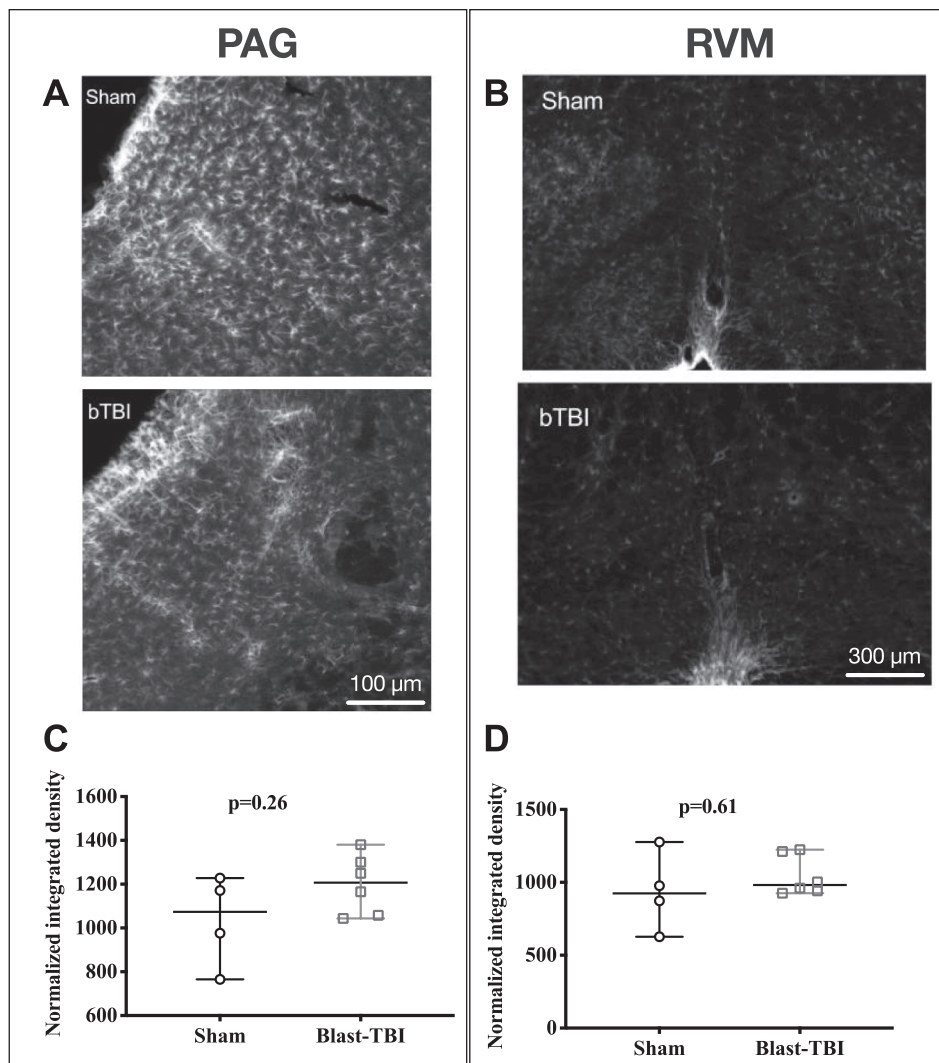 PAG
RVM
A
Sham
B
Sham
bTBI
100 µm
bTBI
300 µm
C
Normalized integrated density
1600
1400
1200
1000
800
600
p=0.26
Sham
Blast-TBI
D
Normalized integrated density
1500
1000
500
0
p=0.61
Sham
Blast-TBI